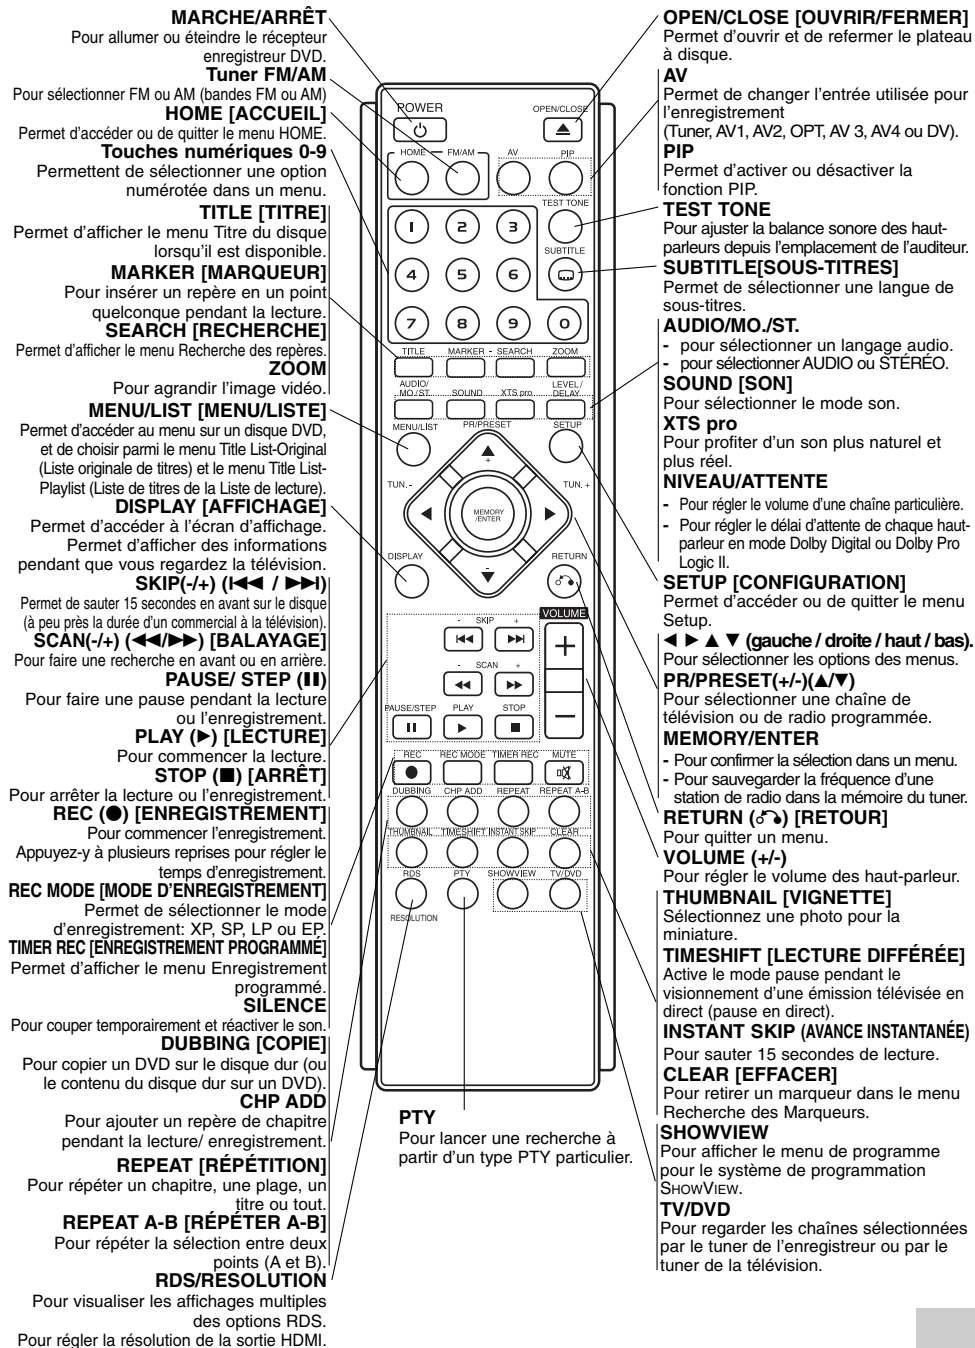 MARCHE/ARRÊT
Pour allumer ou éteindre le récepteur
enregistreur DVD.
Tuner FM/AM
Pour sélectionner FM ou AM (bandes FM ou AM)
HOME [ACCUEIL]
Permet d'accéder ou de quitter le menu HOME.
Touches numériques 0-9
Permettent de sélectionner une option
numérotée dans un menu.
TITLE [TITRE]
Permet d'afficher le menu Titre du disque
lorsqu'il est disponible.
MARKER [MARQUEUR]
Pour insérer un repère en un point
quelconque pendant la lecture.
SEARCH [RECHERCHE]
Permet d'afficher le menu Recherche des repères.
ZOOM
Pour agrandir l'image vidéo.
MENU/LIST [MENU/LISTE]
Permet d'accéder au menu sur un disque DVD,
et de choisir parmi le menu Title List-Original
(Liste originale de titres) et le menu Title List-
Playlist (Liste de titres de la Liste de lecture).
DISPLAY [AFFICHAGE]
Permet d'accéder à l'écran d'affichage.
Permet d'afficher des informations
pendant que vous regardez la télévision.
SKIP(-/+) (I◄◄ / ►►I)
Permet de sauter 15 secondes en avant sur le disque
(à peu près la durée d'un commercial à la télévision).
SCAN(-/+) (◄◄/►►) [BALAYAGE]
Pour faire une recherche en avant ou en arrière.
PAUSE/ STEP (II)
Pour faire une pause pendant la lecture
ou l'enregistrement.
PLAY (►) [LECTURE]
Pour commencer la lecture.
STOP (■) [ARRÊT]
Pour arrêter la lecture ou l'enregistrement.
REC (●) [ENREGISTREMENT]
Pour commencer l'enregistrement.
Appuyez-y à plusieurs reprises pour régler le
temps d'enregistrement.
REC MODE [MODE D'ENREGISTREMENT]
Permet de sélectionner le mode
d'enregistrement: XP, SP, LP ou EP.
TIMER REC [ENREGISTREMENT PROGRAMMÉ]
Permet d'afficher le menu Enregistrement
programmé.
SILENCE
Pour couper temporairement et réactiver le son.
DUBBING [COPIE]
Pour copier un DVD sur le disque dur (ou
le contenu du disque dur sur un DVD).
CHP ADD
Pour ajouter un repère de chapitre
pendant la lecture/ enregistrement.
REPEAT [RÉPÉTITION]
Pour répéter un chapitre, une plage, un
titre ou tout.
REPEAT A-B [RÉPÉTER A-B]
Pour répéter la sélection entre deux
points (A et B).
RDS/RESOLUTION
Pour visualiser les affichages multiples
des options RDS.
Pour régler la résolution de la sortie HDMI.
POWER OPEN/CLOSE
HOME FM/AM AV PIP
TEST TONE
1 2 3
SUBTITLE
4 5 6
7 8 9 0
TITLE MARKER - SEARCH ZOOM
AUDIO/
MO./ST. SOUND XTS pro LEVEL/
DELAY
MENU/LIST PR/PRESET SETUP
+
TUN. - TUN. +
MEMORY
/ENTER
-
DISPLAY RETURN
VOLUME
- SKIP +
- SCAN +
PAUSE/STEP PLAY STOP
REC REC MODE TIMER REC MUTE
DUBBING CHP ADD REPEAT REPEAT A-B
THUMBNAIL TIMESHIFT INSTANT SKIP CLEAR
RDS PTY SHOWVIEW TV/DVD
RESOLUTION
PTY
Pour lancer une recherche à
partir d'un type PTY particulier.
OPEN/CLOSE [OUVRIR/FERMER]
Permet d'ouvrir et de refermer le plateau
à disque.
AV
Permet de changer l'entrée utilisée pour
l'enregistrement
(Tuner, AV1, AV2, OPT, AV 3, AV4 ou DV).
PIP
Permet d'activer ou désactiver la
fonction PIP.
TEST TONE
Pour ajuster la balance sonore des haut-
parleurs depuis l'emplacement de l'auditeur.
SUBTITLE[SOUS-TITRES]
Permet de sélectionner une langue de
sous-titres.
AUDIO/MO./ST.
- pour sélectionner un langage audio.
- pour sélectionner AUDIO ou STÉRÉO.
SOUND [SON]
Pour sélectionner le mode son.
XTS pro
Pour profiter d'un son plus naturel et
plus réel.
NIVEAU/ATTENTE
- Pour régler le volume d'une chaîne particulière.
- Pour régler le délai d'attente de chaque haut-
parleur en mode Dolby Digital ou Dolby Pro
Logic II.
SETUP [CONFIGURATION]
Permet d'accéder ou de quitter le menu
Setup.
◄ ► ▲ ▼ (gauche / droite / haut / bas).
Pour sélectionner les options des menus.
PR/PRESET(+/-)(▲/▼)
Pour sélectionner une chaîne de
télévision ou de radio programmée.
MEMORY/ENTER
- Pour confirmer la sélection dans un menu.
- Pour sauvegarder la fréquence d'une
station de radio dans la mémoire du tuner.
RETURN () [RETOUR]
Pour quitter un menu.
VOLUME (+/-)
Pour régler le volume des haut-parleur.
THUMBNAIL [VIGNETTE]
Sélectionnez une photo pour la
miniature.
TIMESHIFT [LECTURE DIFFÉRÉE]
Active le mode pause pendant le
visionnement d'une émission télévisée en
direct (pause en direct).
INSTANT SKIP (AVANCE INSTANTANÉE)
Pour sauter 15 secondes de lecture.
CLEAR [EFFACER]
Pour retirer un marqueur dans le menu
Recherche des Marqueurs.
SHOWVIEW
Pour afficher le menu de programme
pour le système de programmation
SHOWVIEW.
TV/DVD
Pour regarder les chaînes sélectionnées
par le tuner de l'enregistreur ou par le
tuner de la télévision.